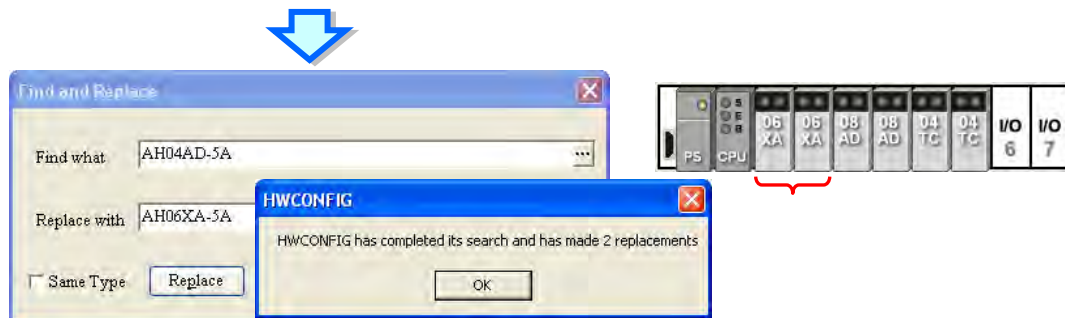 Find and Replace
Find what
AH04AD-5A
...
Replace with
AH06XA-5A
Same Type
Replace
HWCONFIG
HWCONFIG has completed its search and has made 2 replacements
OK
PS
CPU
S
E
B
06
XA
06
XA
08
AD
08
AD
04
TC
04
TC
I/O
6
I/O
7